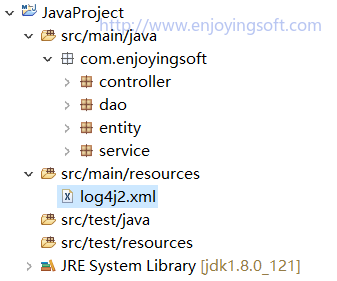 JavaProject
http://www.enjoyingsoft.com
src/main/java
com.enjoyingsoft
controller
dao
entity
service
src/main/resources
log4j2.xml
src/test/java
src/test/resources
JRE System Library [jdk1.8.0_121]